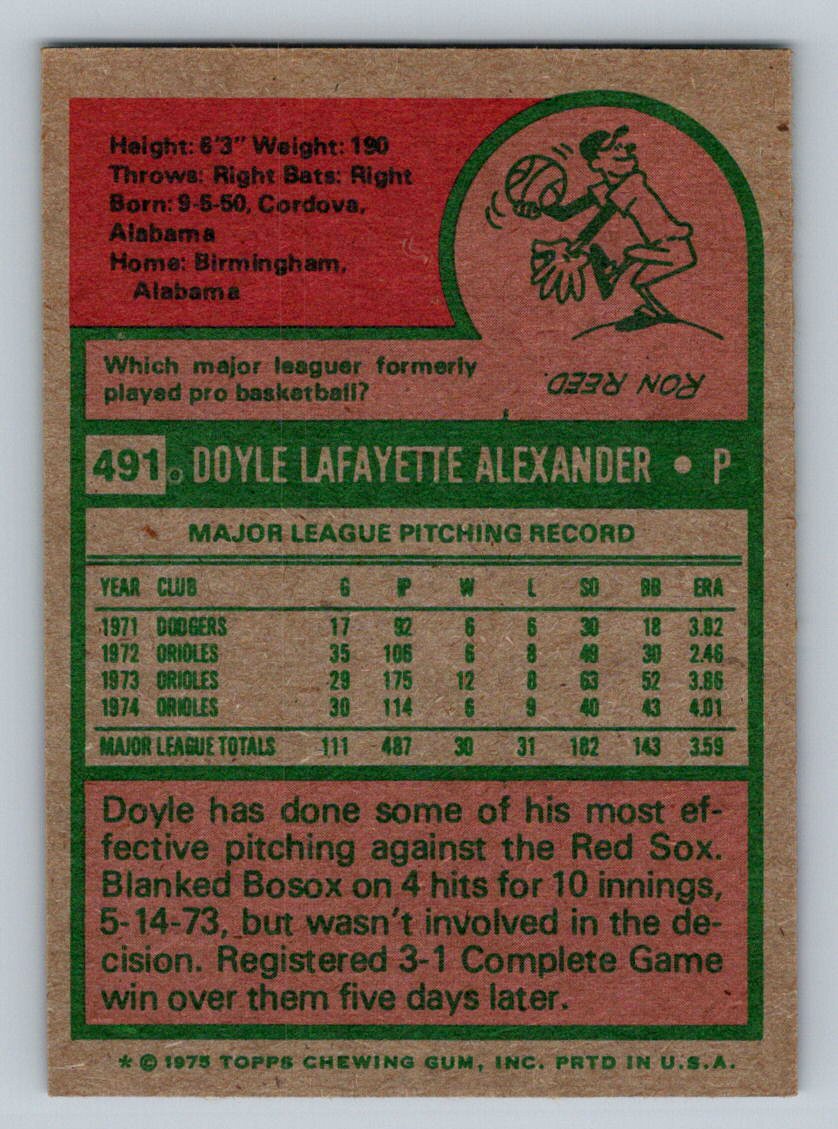 Height: 6'3" Weight: 190
Throws: Right Bats: Right
Born: 9-5-50, Cordova,
Alabama
Home: Birmingham,
Alabama
Which major leaguer formerly
played pro basketball?
RON REED
491 DOYLE LAFAYETTE ALEXANDER • P
MAJOR LEAGUE PITCHING RECORD
YEAR CLUB G IP W L SO BB ERA
1971 DODGERS 17 92 6 6 30 18 3.82
1972 ORIOLES 35 106 6 8 49 30 2.46
1973 ORIOLES 29 175 12 8 63 52 3.86
1974 ORIOLES 30 114 6 9 40 43 4.01
MAJOR LEAGUE TOTALS 111 487 30 31 182 143 3.59
Doyle has done some of his most ef-
fective pitching against the Red Sox.
Blanked Bosox on 4 hits for 10 innings,
5-14-73, but wasn't involved in the de-
cision. Registered 3-1 Complete Game
win over them five days later.
* © 1975 TOPPS CHEWING GUM, INC. PRTD IN U.S.A.